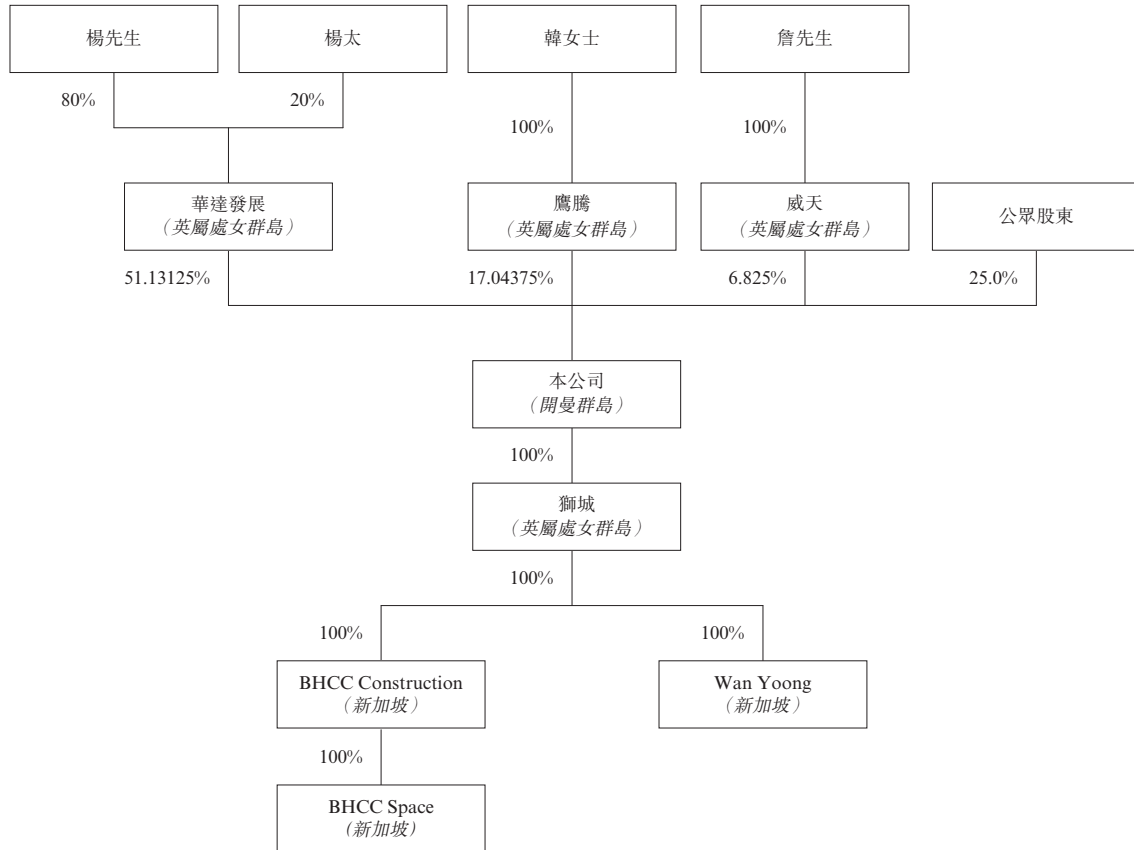 楊先生
楊太
韓女士
詹先生
80%
20%
100%
100%
華達發展
（英屬處女群島）
鷹騰
（英屬處女群島）
威天
（英屬處女群島）
公眾股東
51.13125%
17.04375%
6.825%
25.0%
本公司
（開曼群島）
100%
獅城
（英屬處女群島）
100%
100%
100%
BHCC Construction
（新加坡）
Wan Yoong
（新加坡）
100%
BHCC Space
（新加坡）